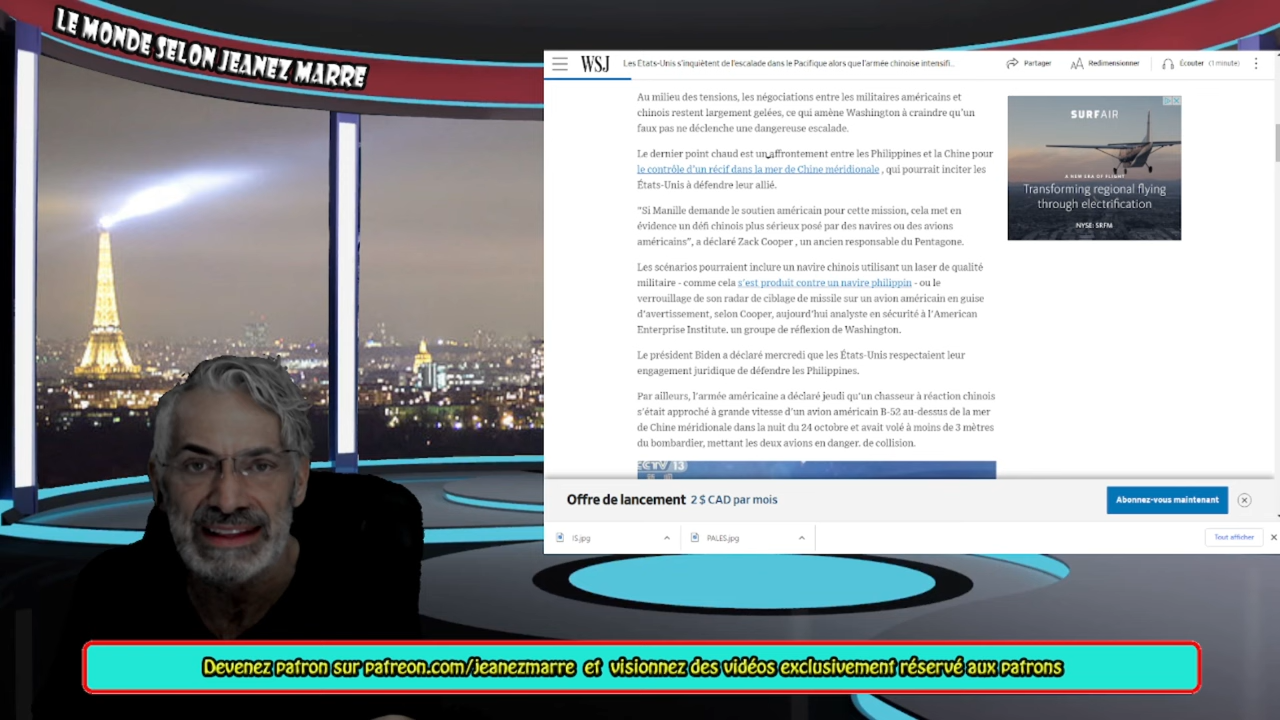 LE MONDE SELON JEANEZ MARRE
WSJ
Les États-Unis s'inquiètent de l'escalade dans le Pacifique alors que l'armée chinoise intensifi...
Partager
Redimensionner
Écouter (1 minute)
Au milieu des tensions, les négociations entre les militaires américains et
chinois restent largement gelées, ce qui amène Washington à craindre qu'un
faux pas ne déclenche une dangereuse escalade.
Le dernier point chaud est un affrontement entre les Philippines et la Chine pour
le contrôle d'un récif dans la mer de Chine méridionale , qui pourrait inciter les
États-Unis à défendre leur allié.
"Si Manille demande le soutien américain pour cette mission, cela met en
évidence un défi chinois plus sérieux posé par des navires ou des avions
américains", a déclaré Zack Cooper , un ancien responsable du Pentagone.
Les scénarios pourraient inclure un navire chinois utilisant un laser de qualité
militaire - comme cela s'est produit contre un navire philippin - ou le
verrouillage de son radar de ciblage de missile sur un avion américain en guise
d'avertissement, selon Cooper, aujourd'hui analyste en sécurité à l'American
Enterprise Institute, un groupe de réflexion de Washington.
Le président Biden a déclaré mercredi que les États-Unis respectaient leur
engagement juridique de défendre les Philippines.
Par ailleurs, l'armée américaine a déclaré jeudi qu'un chasseur à réaction chinois
s'était approché à grande vitesse d'un avion américain B-52 au-dessus de la mer
de Chine méridionale dans la nuit du 24 octobre et avait volé à moins de 3 mètres
du bombardier, mettant les deux avions en danger. de collision.
SURFAIR
A NEW ERA OF FLIGHT
Transforming regional flying
through electrification
NYSE: SRFM
CCTV 13
Offre de lancement 2 $ CAD par mois
Abonnez-vous maintenant
IS.jpg
PALES.jpg
Tout afficher
Devenez patron sur patreon.com/jeanezmarre et visionnez des vidéos exclusivement réservé aux patrons